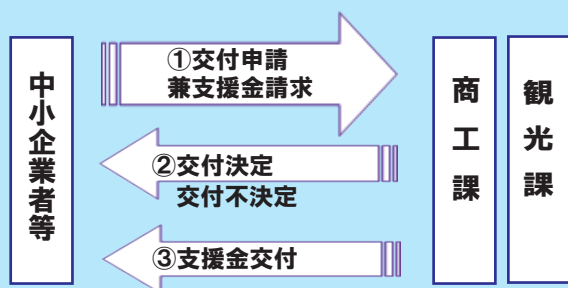 中小企業者等
①交付申請
兼支援金請求
②交付決定
交付不決定
③支援金交付
商工課
観光課